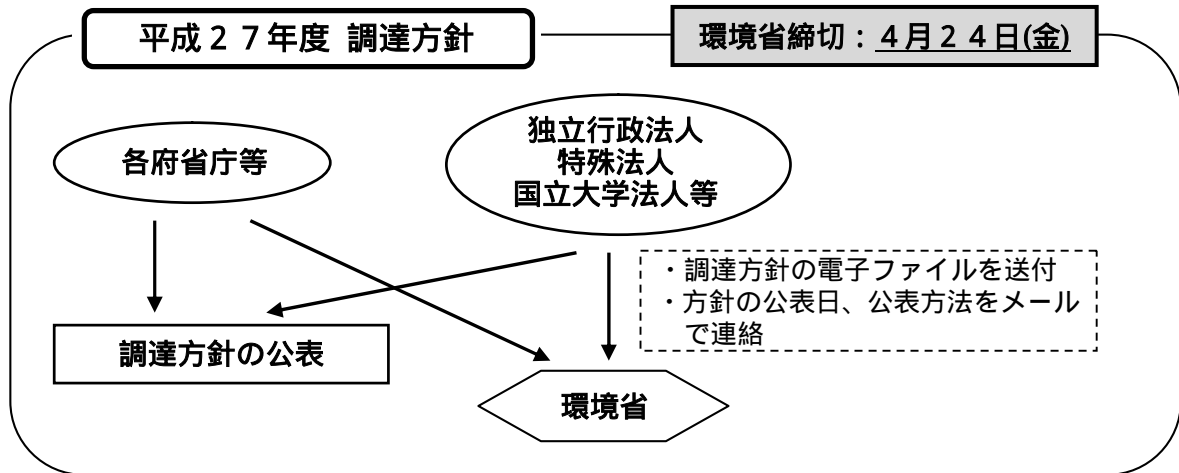 平成２７年度 調達方針
環境省締切：４月２４日(金)
各府省庁等
独立行政法人
特殊法人
国立大学法人等
・調達方針の電子ファイルを送付
・方針の公表日、公表方法をメール
で連絡
調達方針の公表
環境省